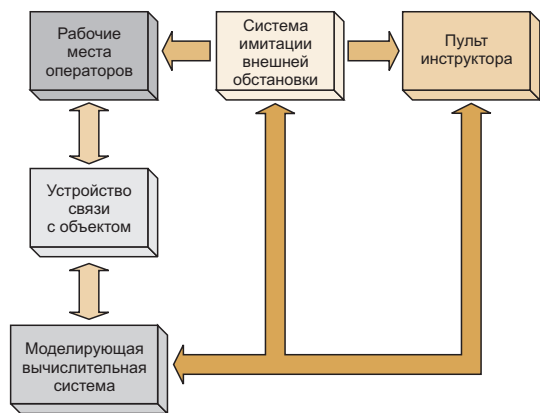 Рабочие
места
операторов
Система
имитации
внешней
обстановки
Пульт
инструктора
Устройство
связи
с объектом
Моделирующая
вычислительная
система